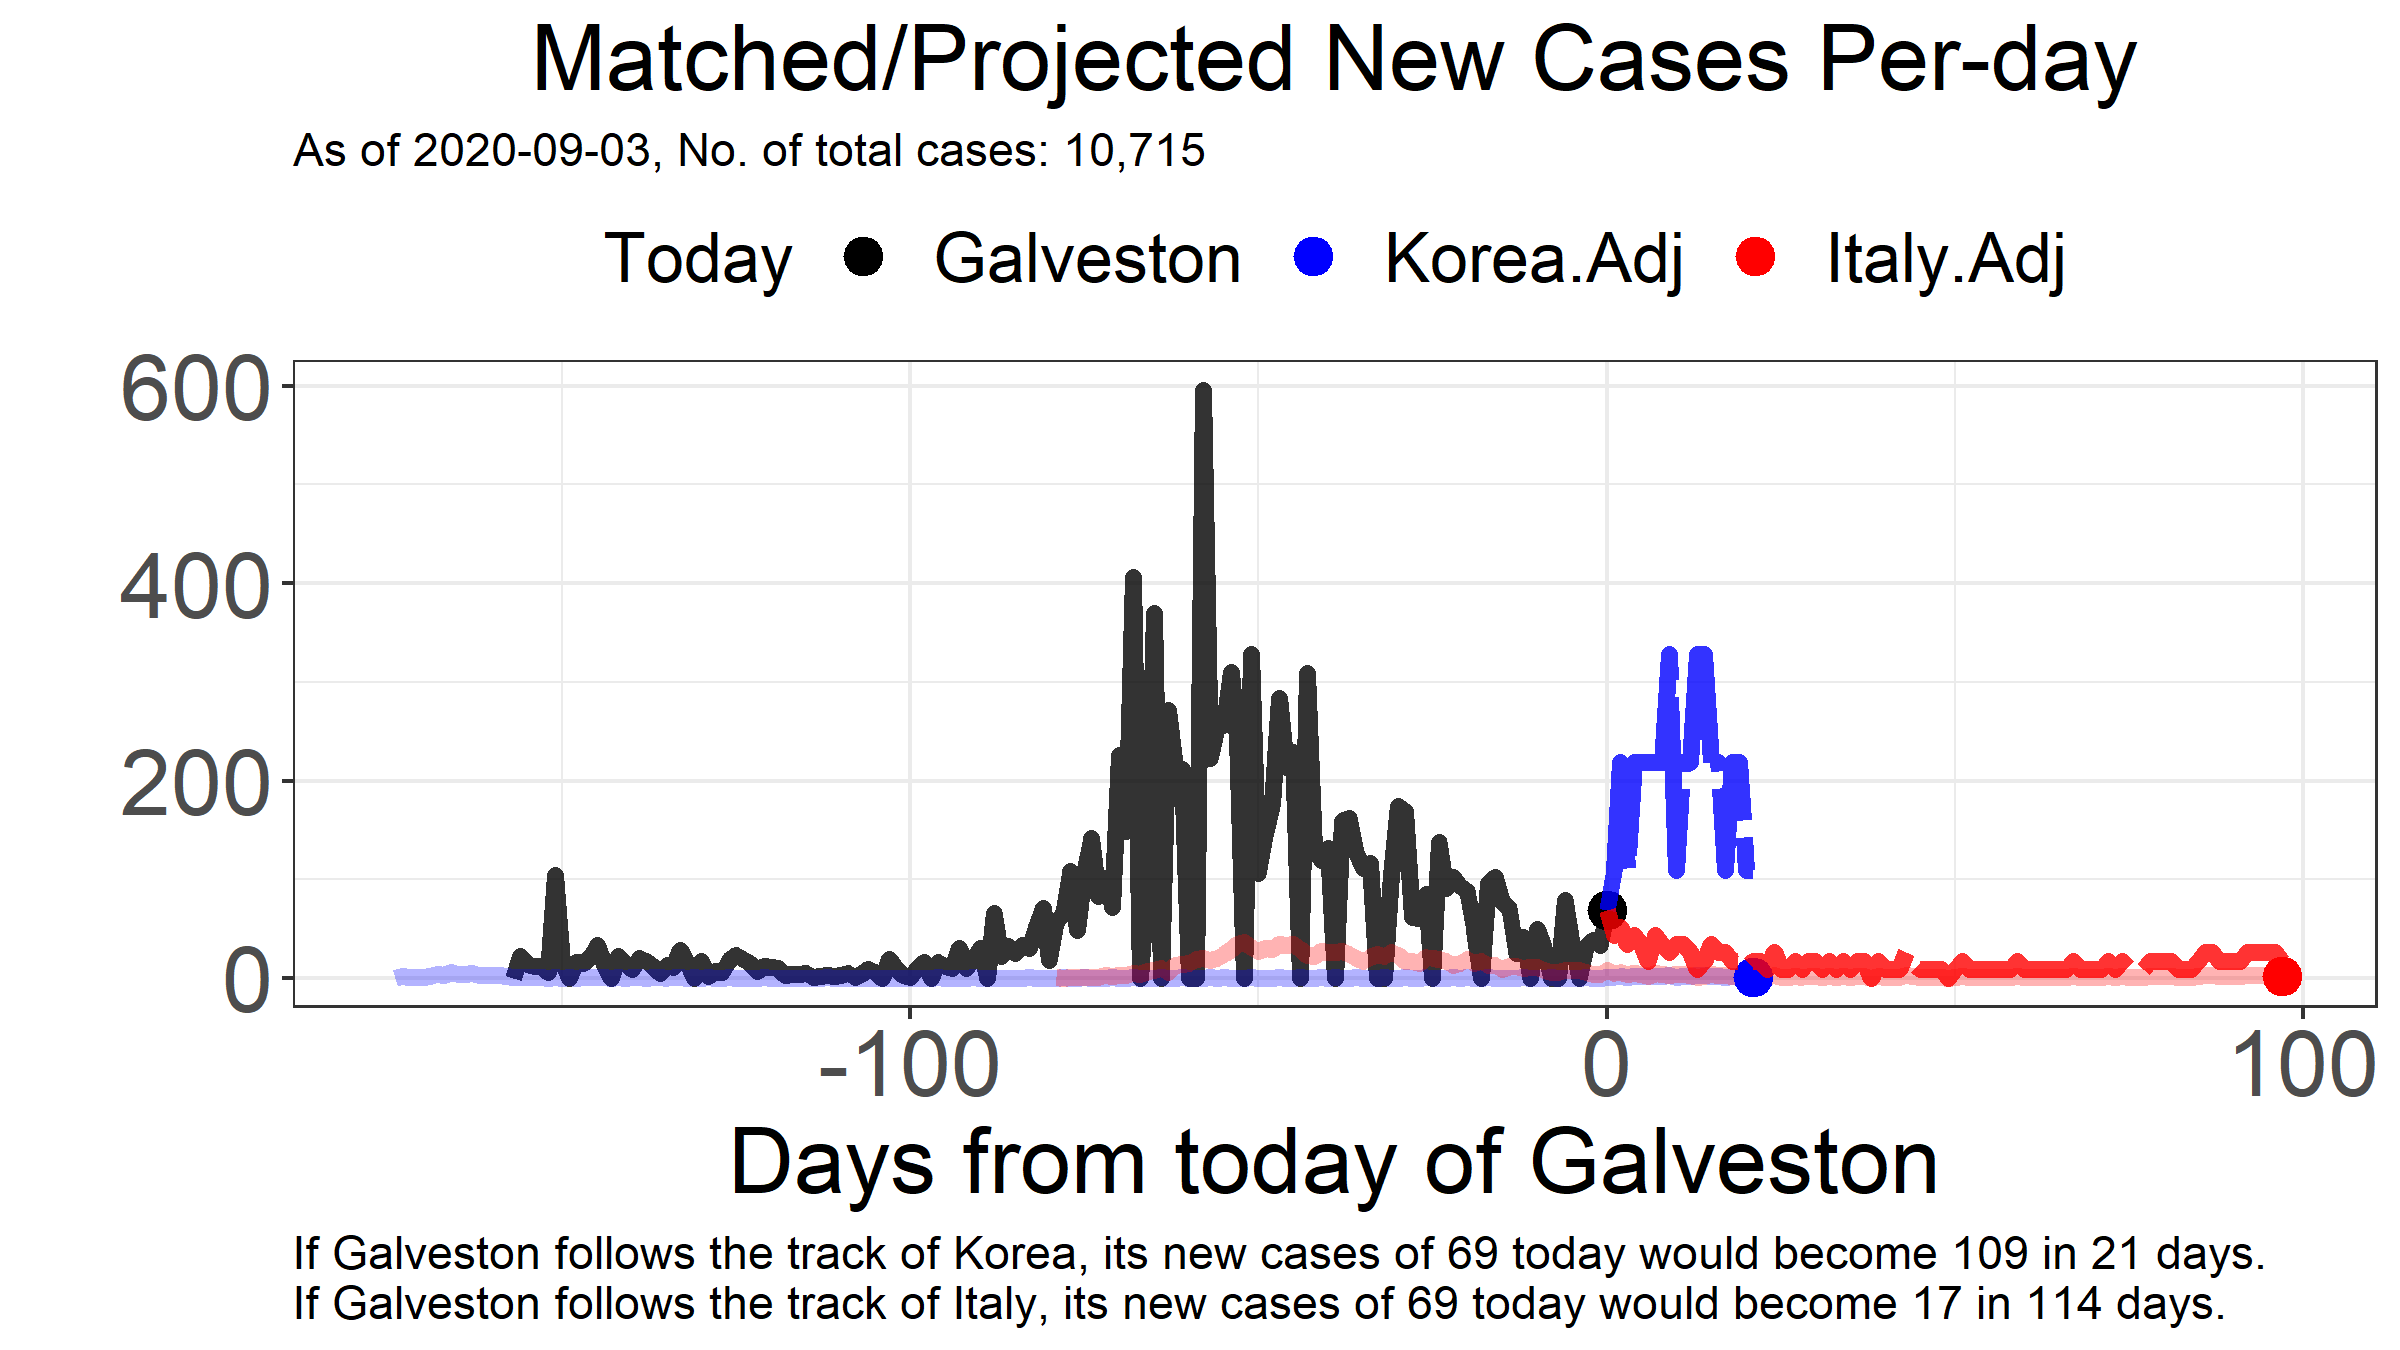 Matched/Projected New Cases Per-day
As of 2020-09-03, No. of total cases: 10,715
Today Galveston Korea.Adj Italy.Adj
600
400
200
0
-100 0 100
Days from today of Galveston
If Galveston follows the track of Korea, its new cases of 69 today would become 109 in 21 days.
If Galveston follows the track of Italy, its new cases of 69 today would become 17 in 114 days.